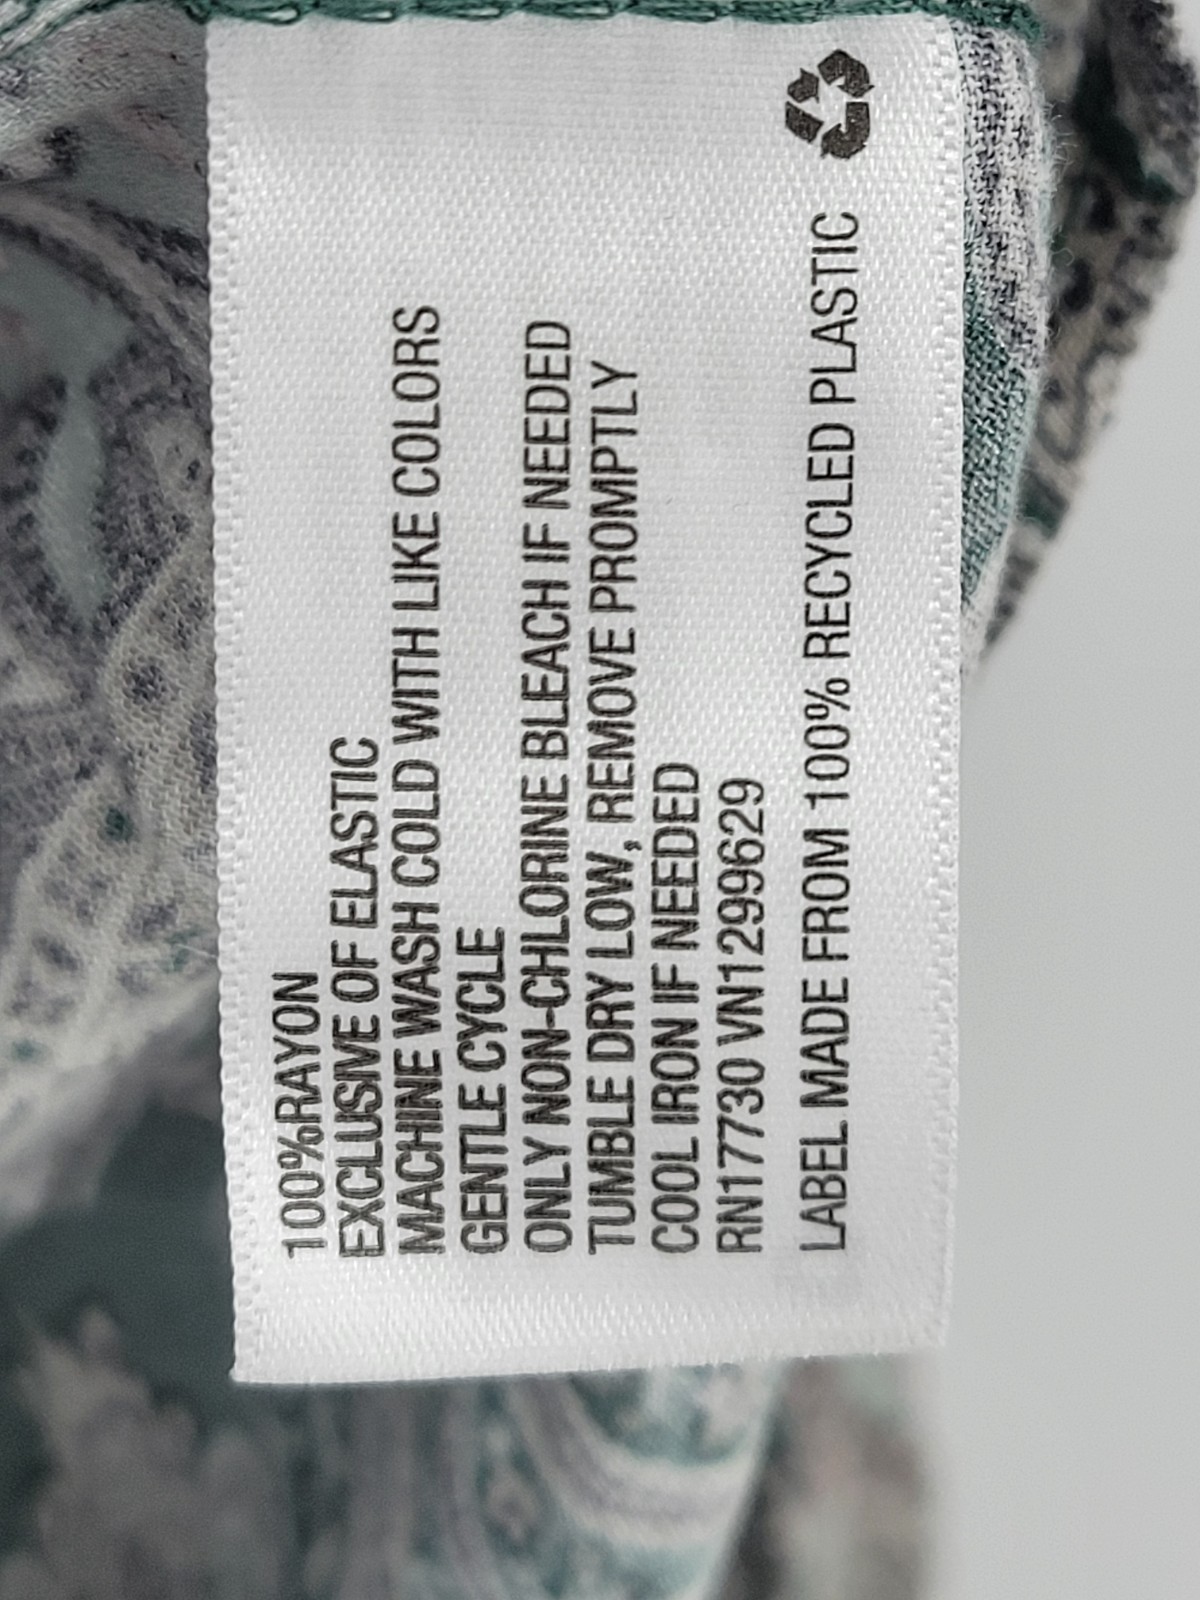 100%RAYON
EXCLUSIVE OF ELASTIC
MACHINE WASH COLD WITH LIKE COLORS
GENTLE CYCLE
ONLY NON-CHLORINE BLEACH IF NEEDED
TUMBLE DRY LOW, REMOVE PROMPTLY
COOL IRON IF NEEDED
RN17730 VN1299629
LABEL MADE FROM 100% RECYCLED PLASTIC